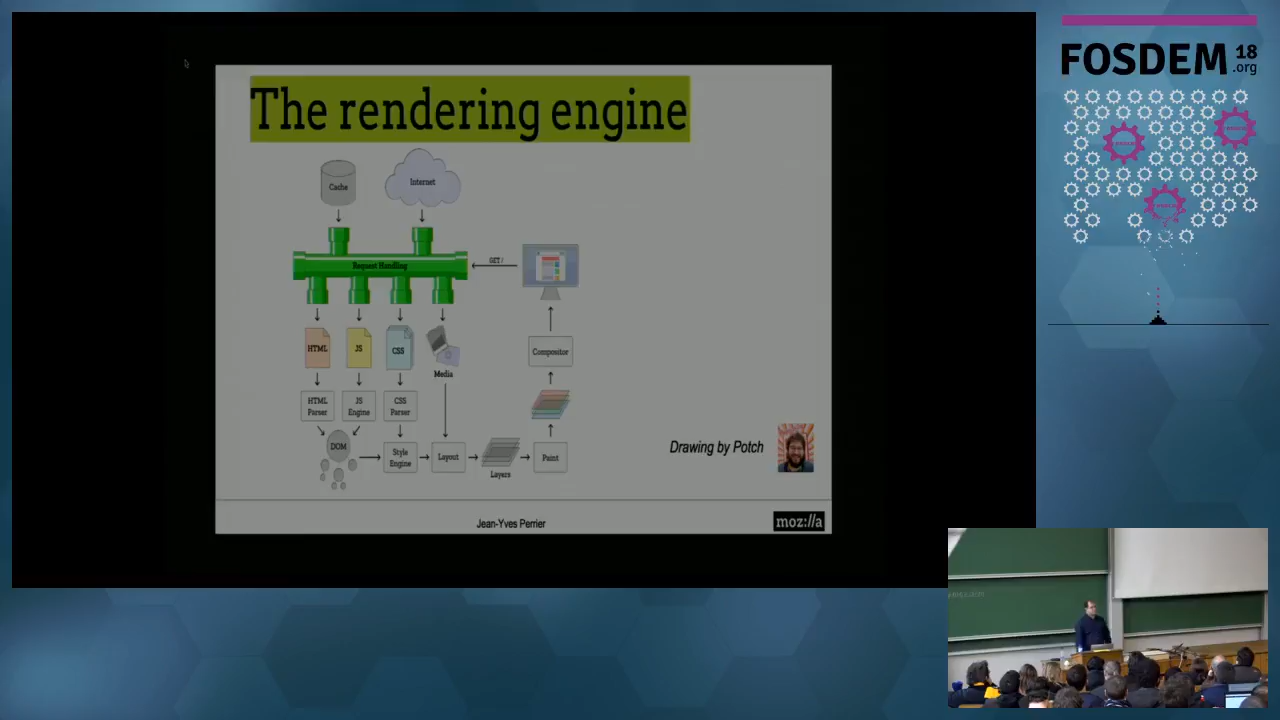 The rendering engine
Cache
Internet
Request Handling
GET /
HTML
JS
CSS
Media
Compositor
HTML
Parser
JS
Engine
CSS
Parser
DOM
Style
Engine
Layout
Layers
Paint
Drawing by Potch
Jean-Yves Perrier
moz://a
FOSDEM 18
.org